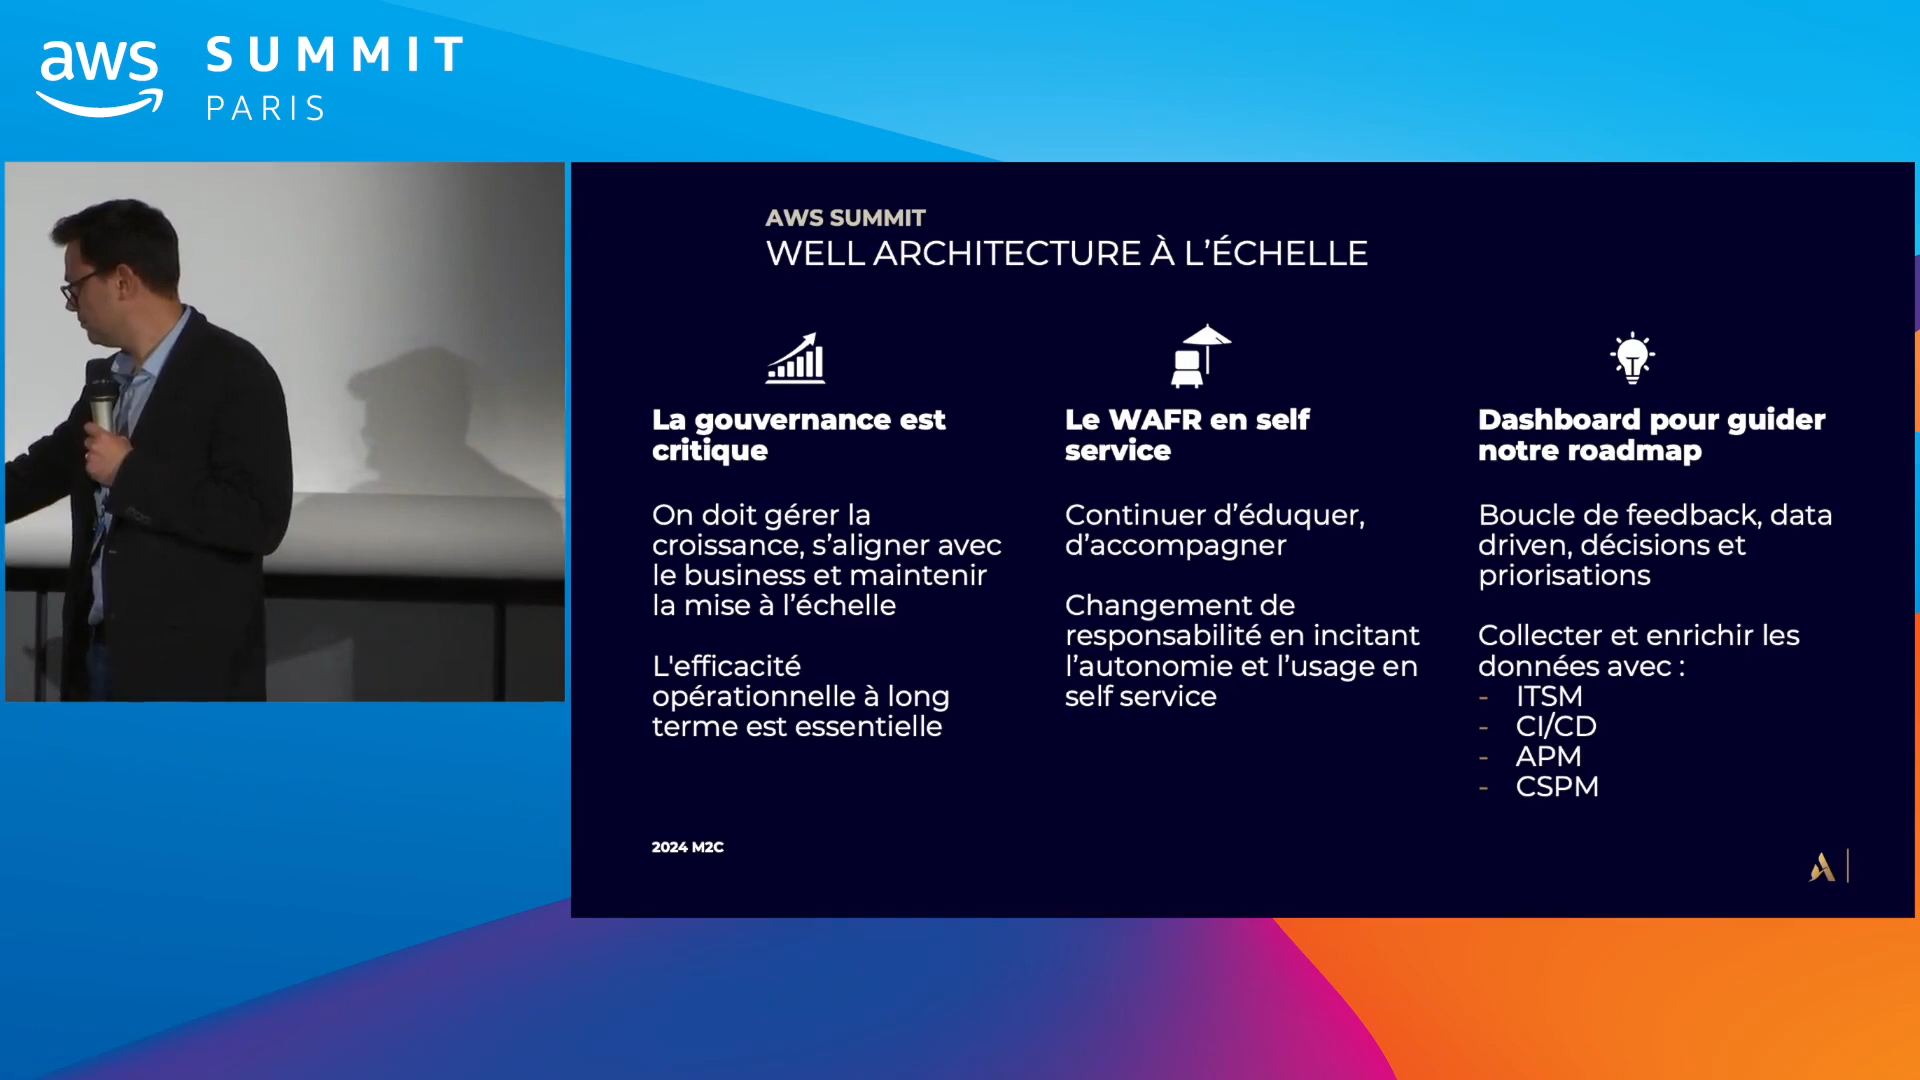 aws
SUMMIT
PARIS
AWS SUMMIT
WELL ARCHITECTURE À L’ÉCHELLE
La gouvernance est
critique
On doit gérer la
croissance, s’aligner avec
le business et maintenir
la mise à l’échelle
L'efficacité
opérationnelle à long
terme est essentielle
Le WAFR en self
service
Continuer d’éduquer,
d’accompagner
Changement de
responsabilité en incitant
l’autonomie et l’usage en
self service
Dashboard pour guider
notre roadmap
Boucle de feedback, data
driven, décisions et
priorisations
Collecter et enrichir les
données avec :
- ITSM
- CI/CD
- APM
- CSPM
2024 M2C